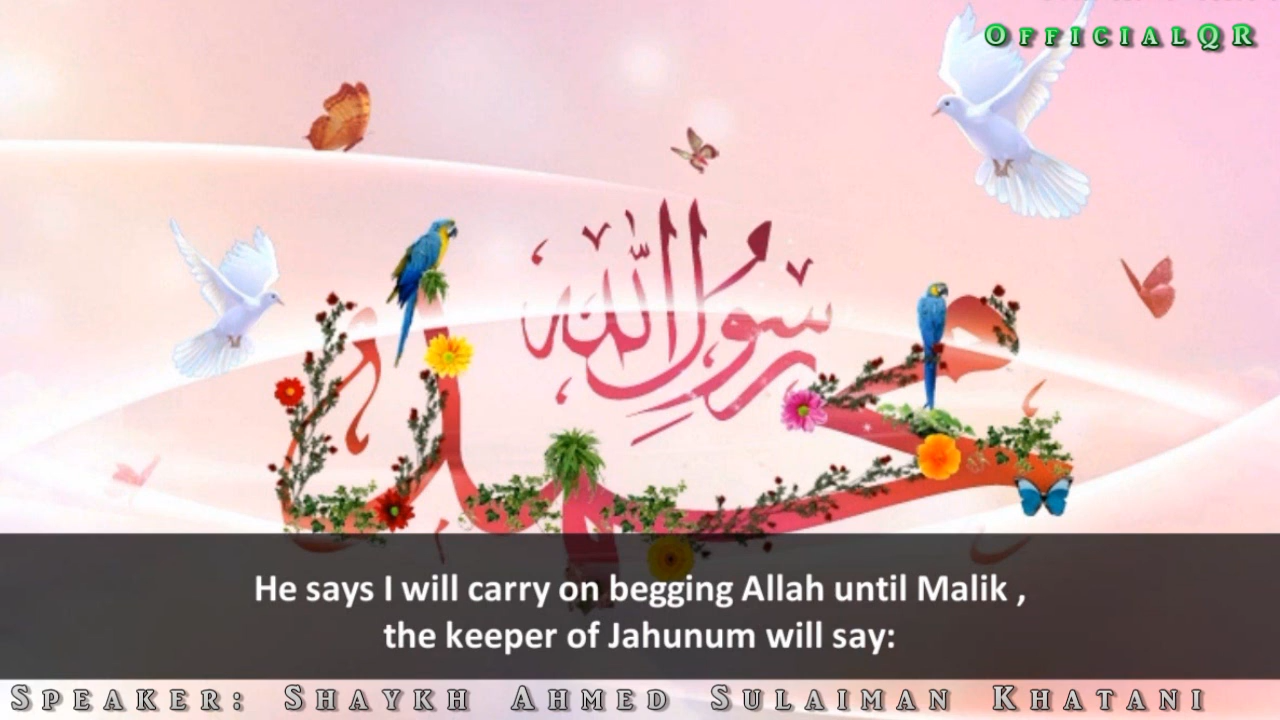 OFFICIALQR
رسول الله
محمد
He says I will carry on begging Allah until Malik ,
the keeper of Jahunum will say:
SPEAKER: SHAYKH AHMED SULAIMAN KHATANI